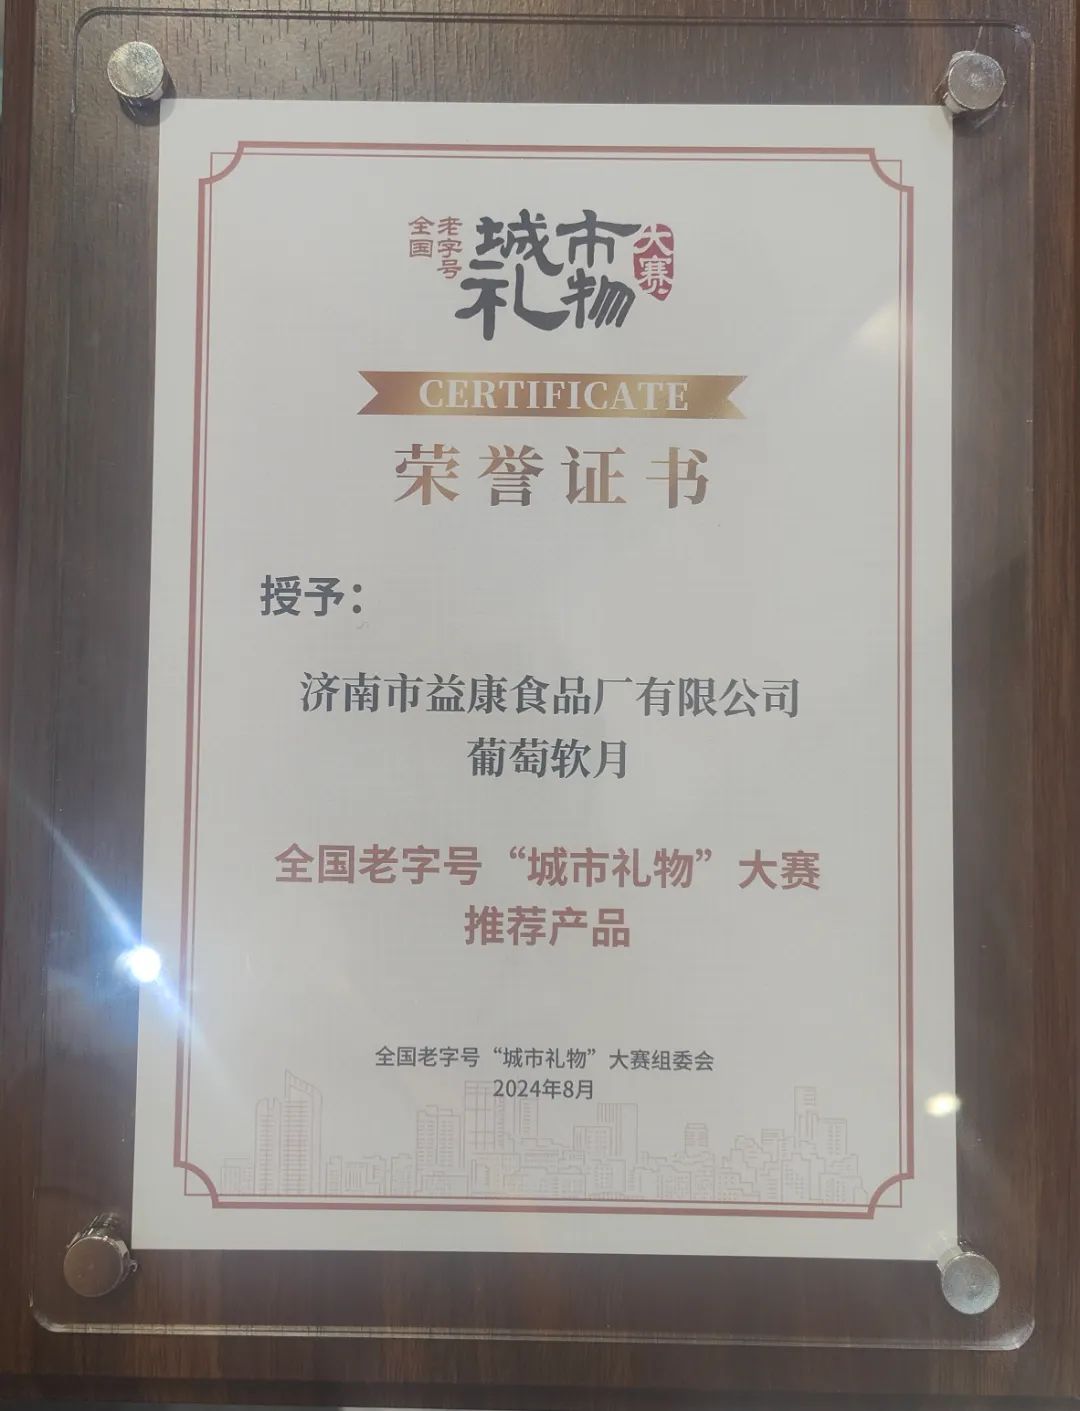 全国老字号
城市礼物
大赛
CERTIFICATE
荣誉证书
授予：
济南市益康食品厂有限公司
葡萄软月
全国老字号“城市礼物”大赛
推荐产品
全国老字号“城市礼物”大赛组委会
2024年8月